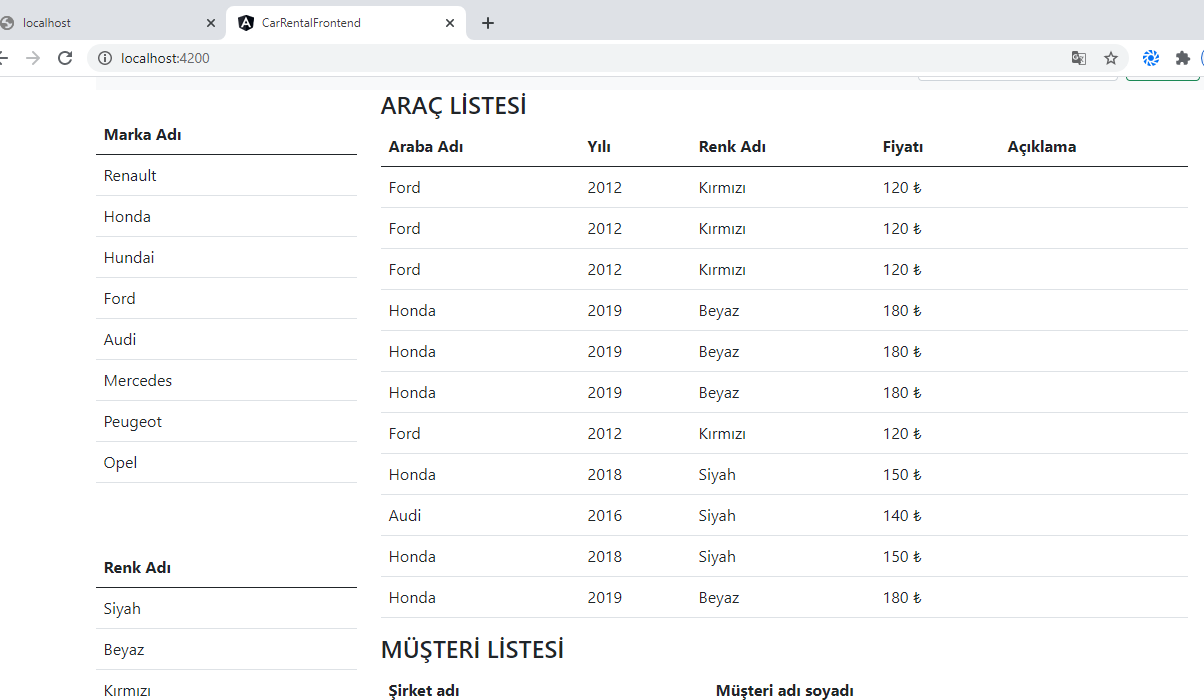 localhost
CarRentalFrontend
localhost:4200
Marka Adı
Renault
Honda
Hundai
Ford
Audi
Mercedes
Peugeot
Opel
Renk Adı
Siyah
Beyaz
Kırmızı
ARAÇ LİSTESİ
Araba Adı Yılı Renk Adı Fiyatı Açıklama
Ford 2012 Kırmızı 120 ₺
Ford 2012 Kırmızı 120 ₺
Ford 2012 Kırmızı 120 ₺
Honda 2019 Beyaz 180 ₺
Honda 2019 Beyaz 180 ₺
Honda 2019 Beyaz 180 ₺
Ford 2012 Kırmızı 120 ₺
Honda 2018 Siyah 150 ₺
Audi 2016 Siyah 140 ₺
Honda 2018 Siyah 150 ₺
Honda 2019 Beyaz 180 ₺
MÜŞTERİ LİSTESİ
Şirket adı Müşteri adı soyadı